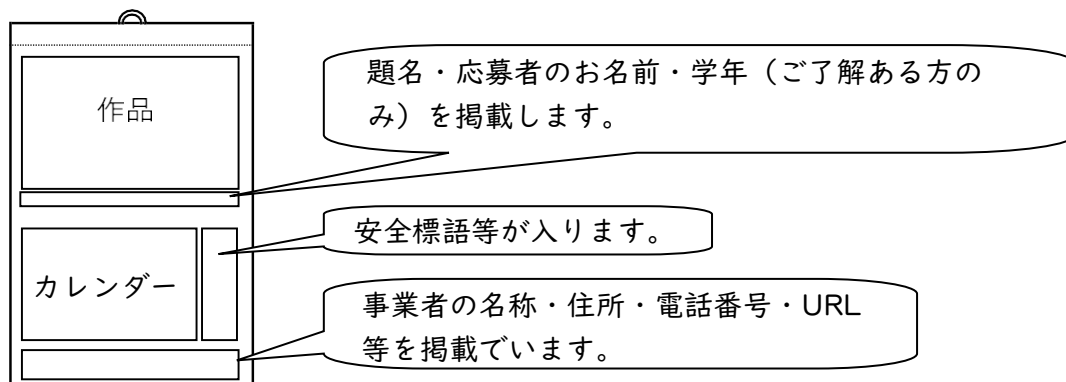 作品
題名・応募者のお名前・学年（ご了解ある方の
み）を掲載します。
安全標語等が入ります。
カレンダー
事業者の名称・住所・電話番号・URL
等を掲載でいます。